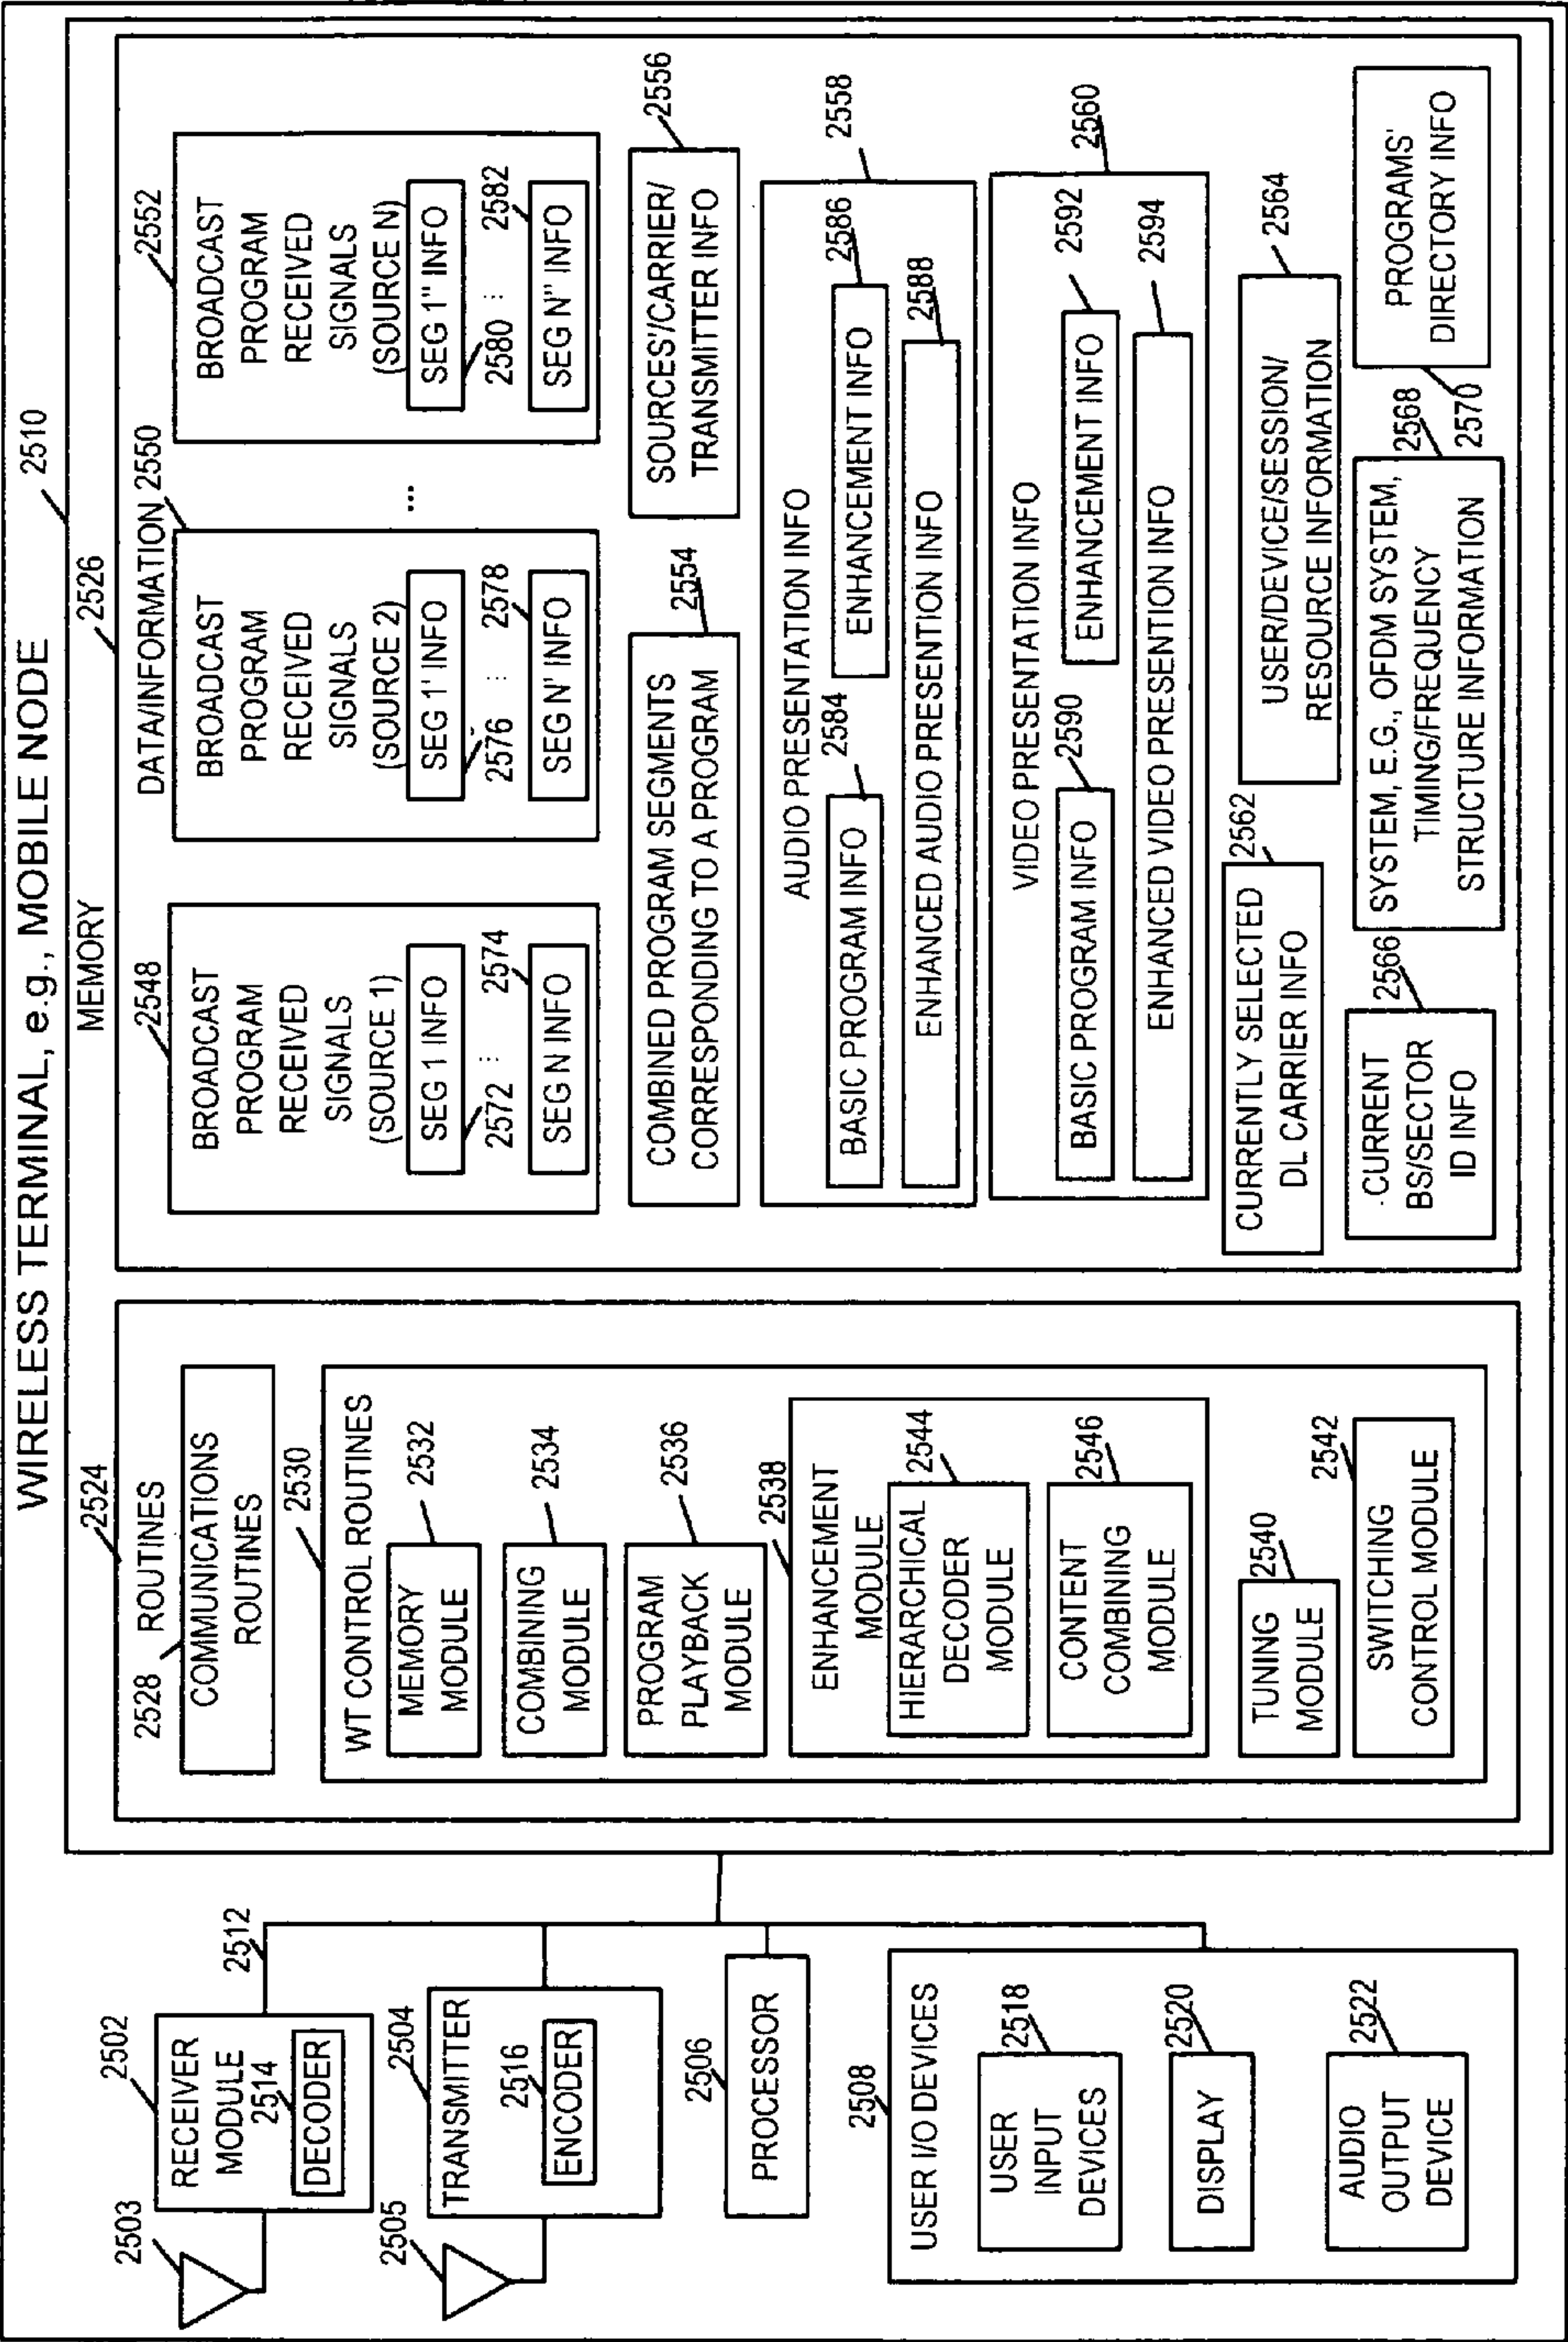 WIRELESS TERMINAL, e.g., MOBILE NODE
2510
2502
RECEIVER
MODULE
2514
DECODER
2503
2512
2504
TRANSMITTER
2516
ENCODER
2505
2506
PROCESSOR
2508
USER I/O DEVICES
2518
USER
INPUT
DEVICES
2520
DISPLAY
2522
AUDIO
OUTPUT
DEVICE
MEMORY
2524
ROUTINES
2528
COMMUNICATIONS
ROUTINES
2530
WT CONTROL ROUTINES
2532
MEMORY
MODULE
2534
COMBINING
MODULE
2536
PROGRAM
PLAYBACK
MODULE
2538
ENHANCEMENT
MODULE
2544
HIERARCHICAL
DECODER
MODULE
2546
CONTENT
COMBINING
MODULE
2540
TUNING
MODULE
2542
SWITCHING
CONTROL MODULE
2526
DATA/INFORMATION
2548
BROADCAST
PROGRAM
RECEIVED
SIGNALS
(SOURCE 1)
SEG 1 INFO
2572 ⋮ 2574
SEG N INFO
2550
BROADCAST
PROGRAM
RECEIVED
SIGNALS
(SOURCE 2)
SEG 1' INFO
2576 ⋮ 2578
SEG N' INFO
...
2552
BROADCAST
PROGRAM
RECEIVED
SIGNALS
(SOURCE N)
SEG 1" INFO
2580 ⋮ 2582
SEG N" INFO
2554
COMBINED PROGRAM SEGMENTS
CORRESPONDING TO A PROGRAM
2556
SOURCES'/CARRIER/
TRANSMITTER INFO
2558
AUDIO PRESENTATION INFO
2584
BASIC PROGRAM INFO
2586
ENHANCEMENT INFO
2588
ENHANCED AUDIO PRESENTION INFO
2560
VIDEO PRESENTATION INFO
2590
BASIC PROGRAM INFO
2592
ENHANCEMENT INFO
2594
ENHANCED VIDEO PRESENTION INFO
2562
CURRENTLY SELECTED
DL CARRIER INFO
2564
USER/DEVICE/SESSION/
RESOURCE INFORMATION
2566
CURRENT
BS/SECTOR
ID INFO
2568
SYSTEM, E.G., OFDM SYSTEM,
TIMING/FREQUENCY
STRUCTURE INFORMATION
2570
PROGRAMS'
DIRECTORY INFO